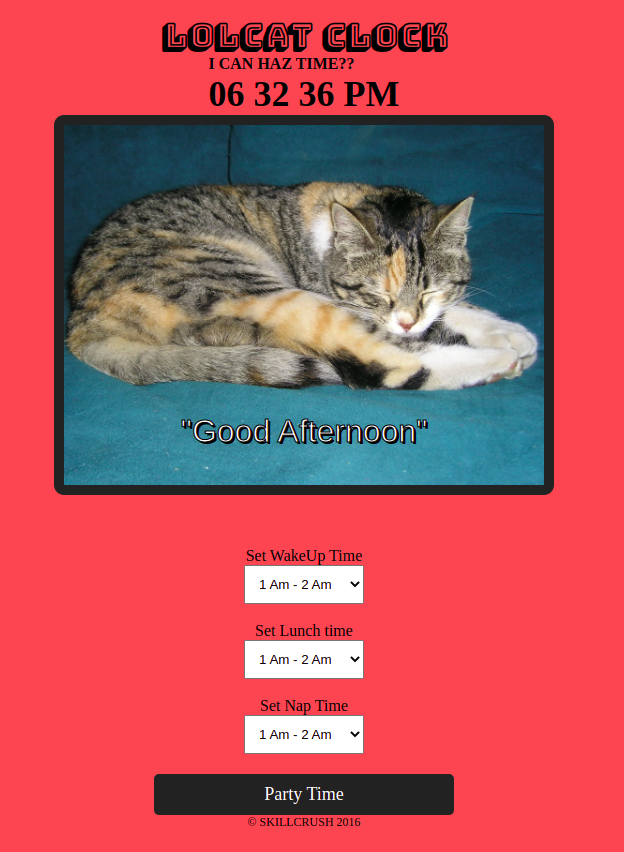 LOLCAT CLOCK
I CAN HAZ TIME??
06 32 36 PM
"Good Afternoon"
Set WakeUp Time
1 Am - 2 Am
Set Lunch time
1 Am - 2 Am
Set Nap Time
1 Am - 2 Am
Party Time
© SKILLCRUSH 2016